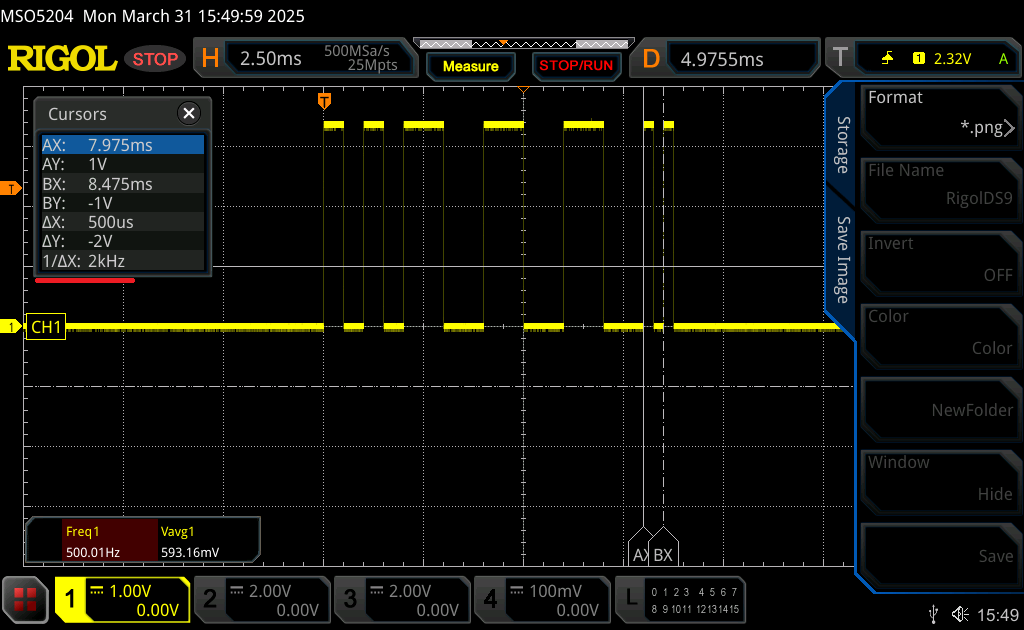 MSO5204 Mon March 31 15:49:59 2025
RIGOL STOP H 2.50ms 500MSa/s 25Mpts Measure STOP/RUN D 4.9755ms T 1 2.32V A
T
Cursors
AX: 7.975ms
AY: 1V
BX: 8.475ms
BY: -1V
ΔX: 500us
ΔY: -2V
1/ΔX: 2kHz
T
1 CH1
AX BX
Freq1 Vavg1
500.01Hz 593.16mV
Storage
Save Image
Format
*.png
File Name
RigolDS9
Invert
OFF
Color
Color
NewFolder
Window
Hide
Save
1 1.00V 0.00V
2 2.00V 0.00V
3 2.00V 0.00V
4 100mV 0.00V
L 0 1 2 3 4 5 6 7
8 9 10 11 12 13 14 15
15:49